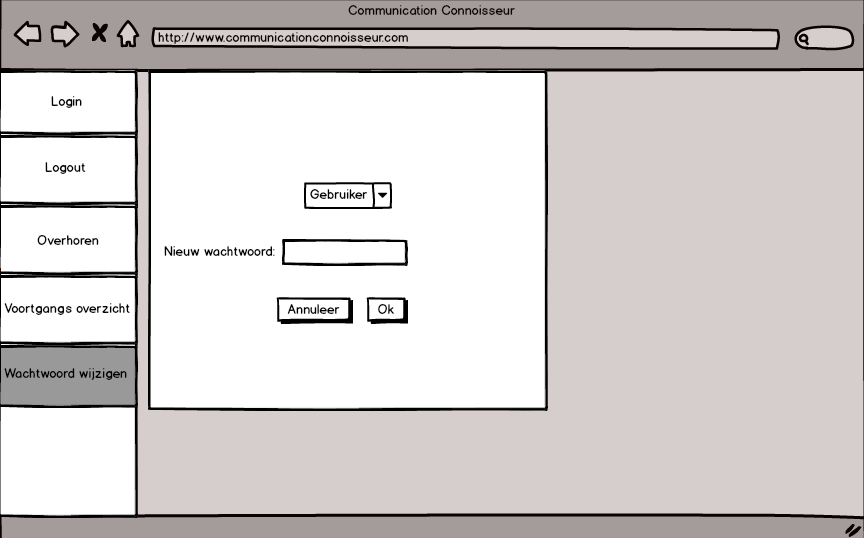 Communication Connoisseur
http://www.communicationconnoisseur.com
Login
Logout
Overhoren
Voortgangs overzicht
Wachtwoord wijzigen
Gebruiker
Nieuw wachtwoord:
Annuleer Ok